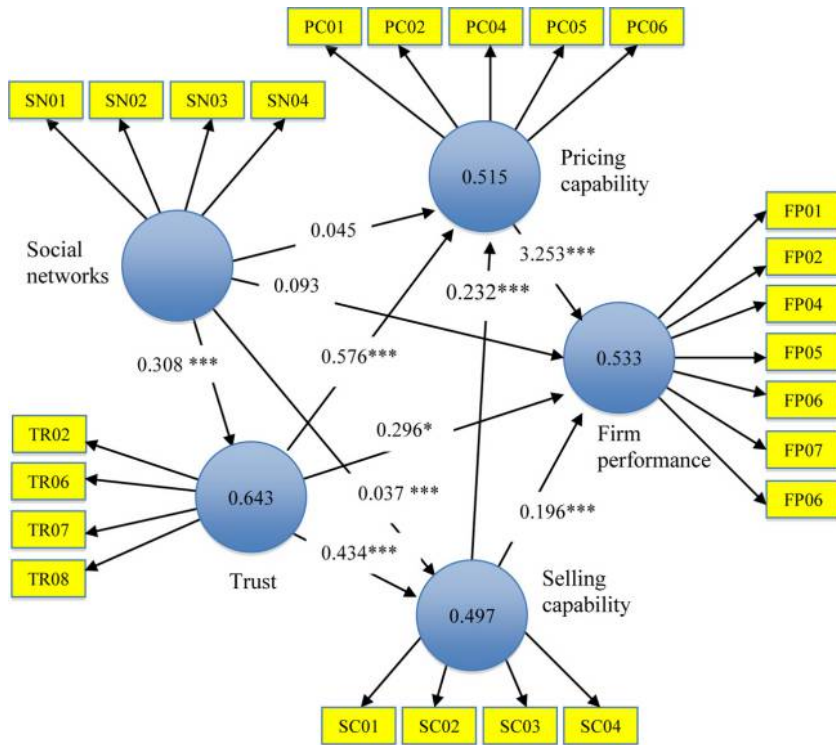 PC01 PC02 PC04 PC05 PC06
SN01 SN02 SN03 SN04
Pricing
capability
0.515
Social
networks
0.045
0.093
3.253***
0.232***
FP01
FP02
FP04
FP05
FP06
FP07
FP06
0.533
Firm
performance
0.308 ***
0.576***
0.296*
TR02
TR06
TR07
TR08
0.643
Trust
0.037 ***
0.434***
0.196***
Selling
capability
0.497
SC01 SC02 SC03 SC04